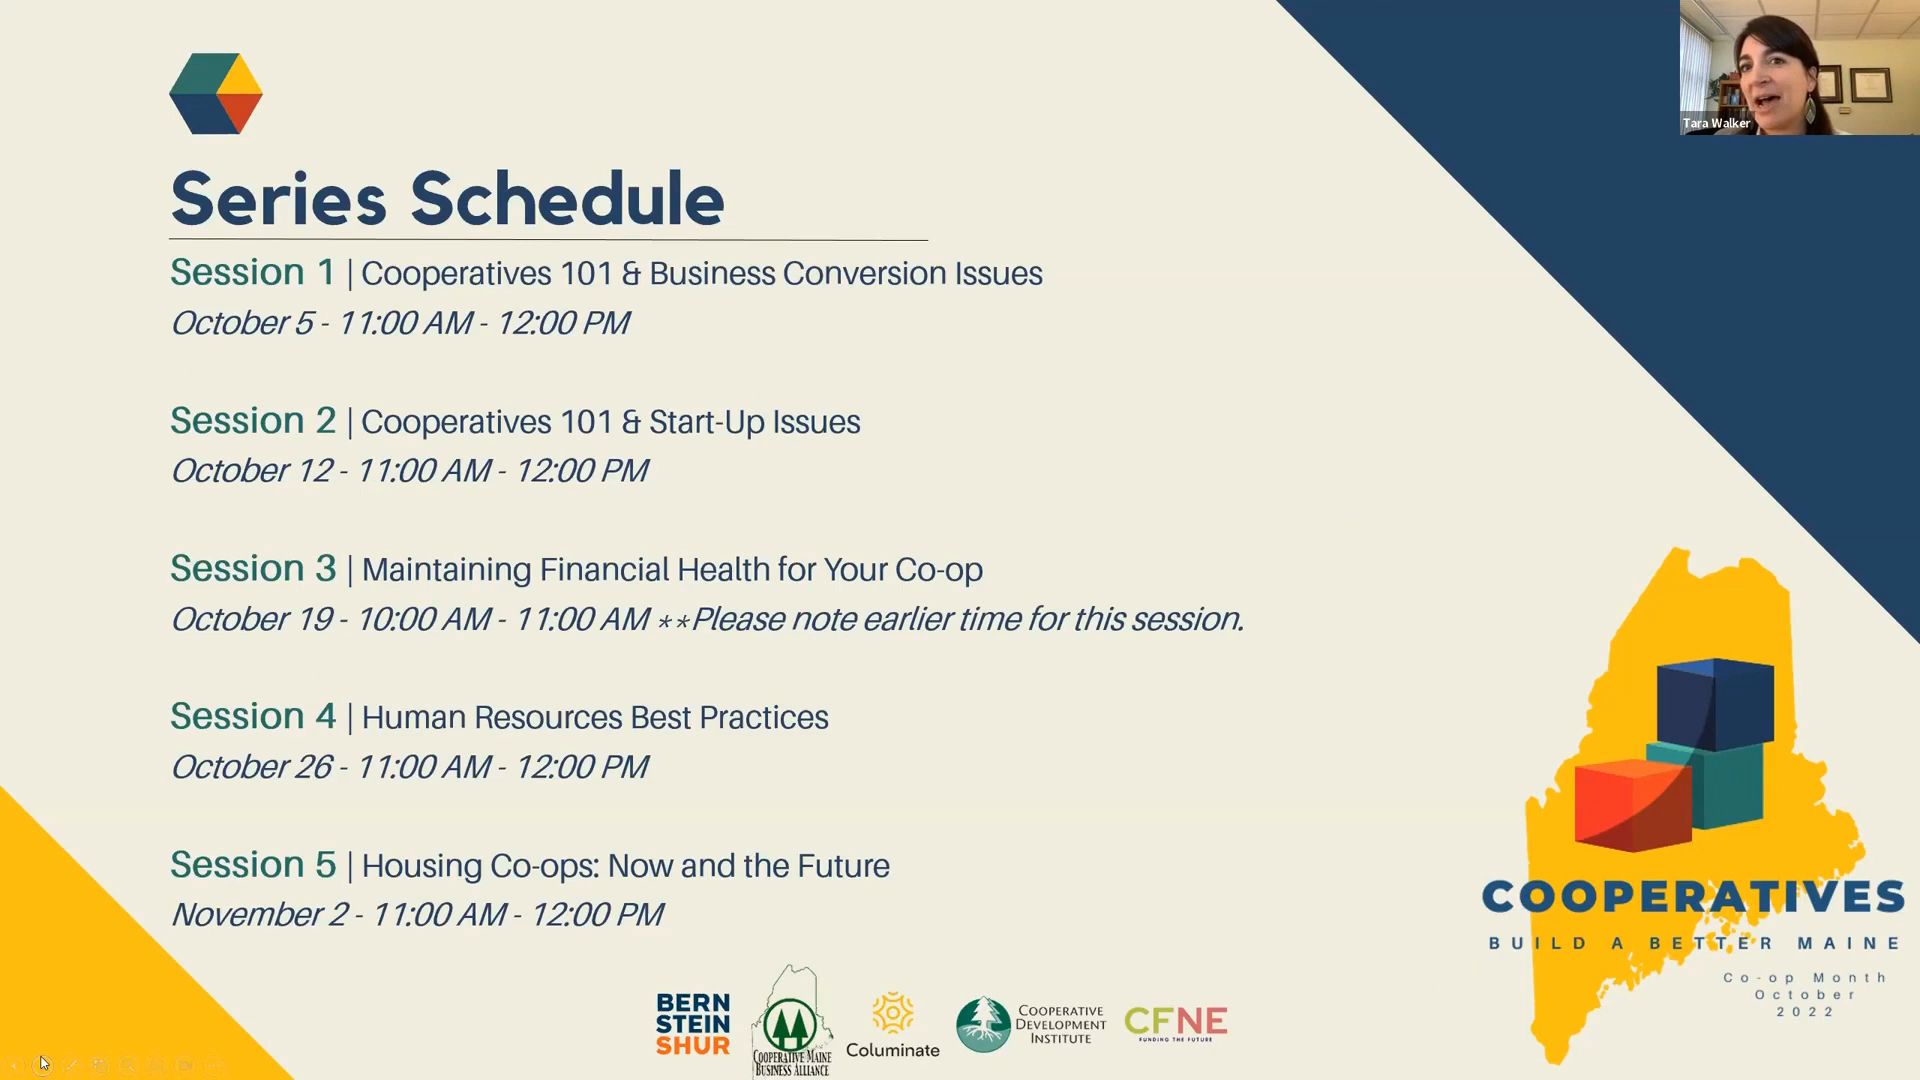 Tara Walker
Series Schedule
Session 1 | Cooperatives 101 & Business Conversion Issues
October 5 - 11:00 AM - 12:00 PM
Session 2 | Cooperatives 101 & Start-Up Issues
October 12 - 11:00 AM - 12:00 PM
Session 3 | Maintaining Financial Health for Your Co-op
October 19 - 10:00 AM - 11:00 AM **Please note earlier time for this session.
Session 4 | Human Resources Best Practices
October 26 - 11:00 AM - 12:00 PM
Session 5 | Housing Co-ops: Now and the Future
November 2 - 11:00 AM - 12:00 PM
COOPERATIVES
BUILD A BETTER MAINE
Co-op Month
October
2022
BERN
STEIN
SHUR
COOPERATIVE MAINE
BUSINESS ALLIANCE
Columinate
COOPERATIVE
DEVELOPMENT
INSTITUTE
CFNE
FUNDING THE FUTURE